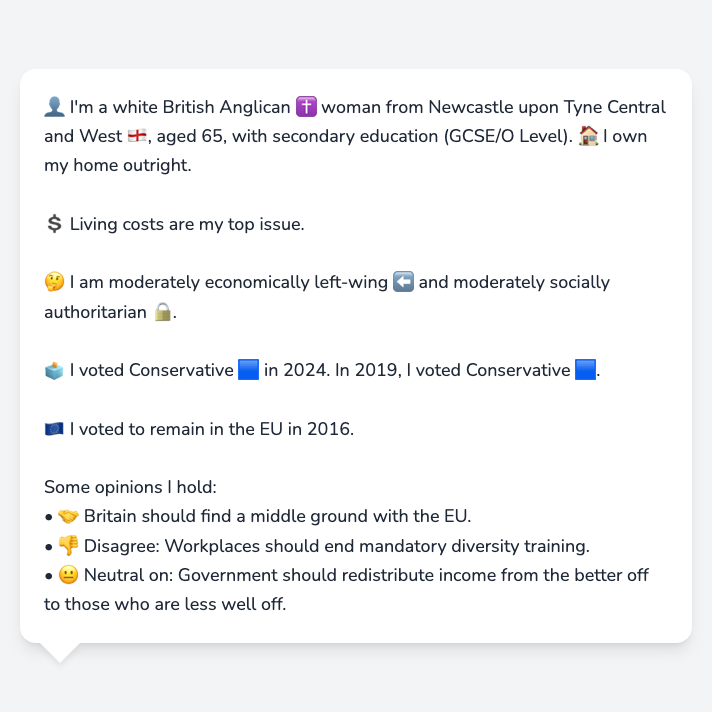 👤 I'm a white British Anglican ✝️ woman from Newcastle upon Tyne Central
and West 🏴󠁧󠁢󠁥󠁮󠁧󠁿, aged 65, with secondary education (GCSE/O Level). 🏠 I own
my home outright.
💲 Living costs are my top issue.
🤔 I am moderately economically left-wing ⬅️ and moderately socially
authoritarian 🔒.
🗳️ I voted Conservative 🟦 in 2024. In 2019, I voted Conservative 🟦.
🇪🇺 I voted to remain in the EU in 2016.
Some opinions I hold:
• 🤝 Britain should find a middle ground with the EU.
• 👎 Disagree: Workplaces should end mandatory diversity training.
• 😐 Neutral on: Government should redistribute income from the better off
to those who are less well off.